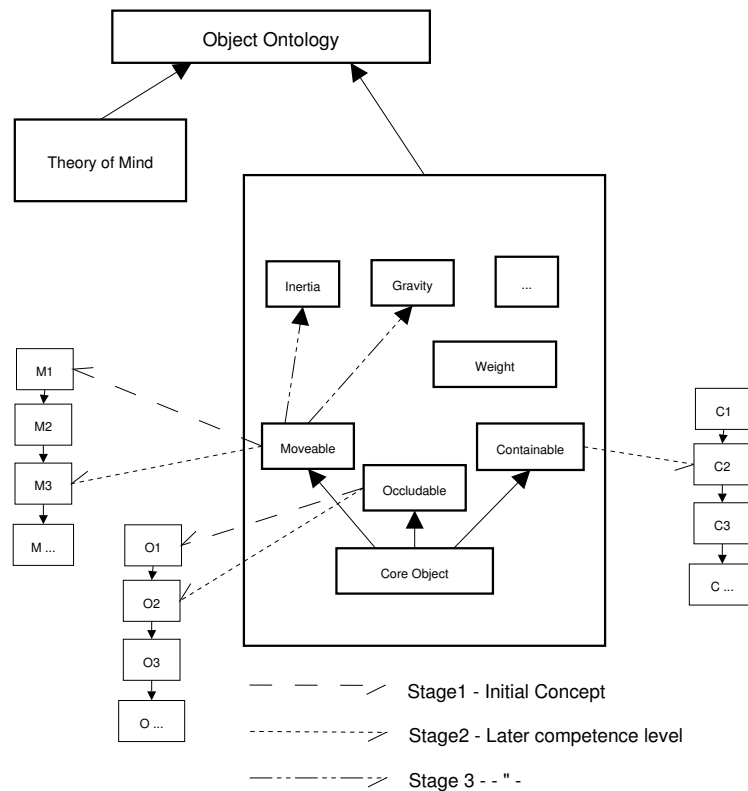 Object Ontology
Theory of Mind
Inertia
Gravity
...
Weight
M1
M2
M3
M ...
Moveable
Containable
Occludable
Core Object
C1
C2
C3
C ...
O1
O2
O3
O ...
Stage1 - Initial Concept
Stage2 - Later competence level
Stage 3 - - " -